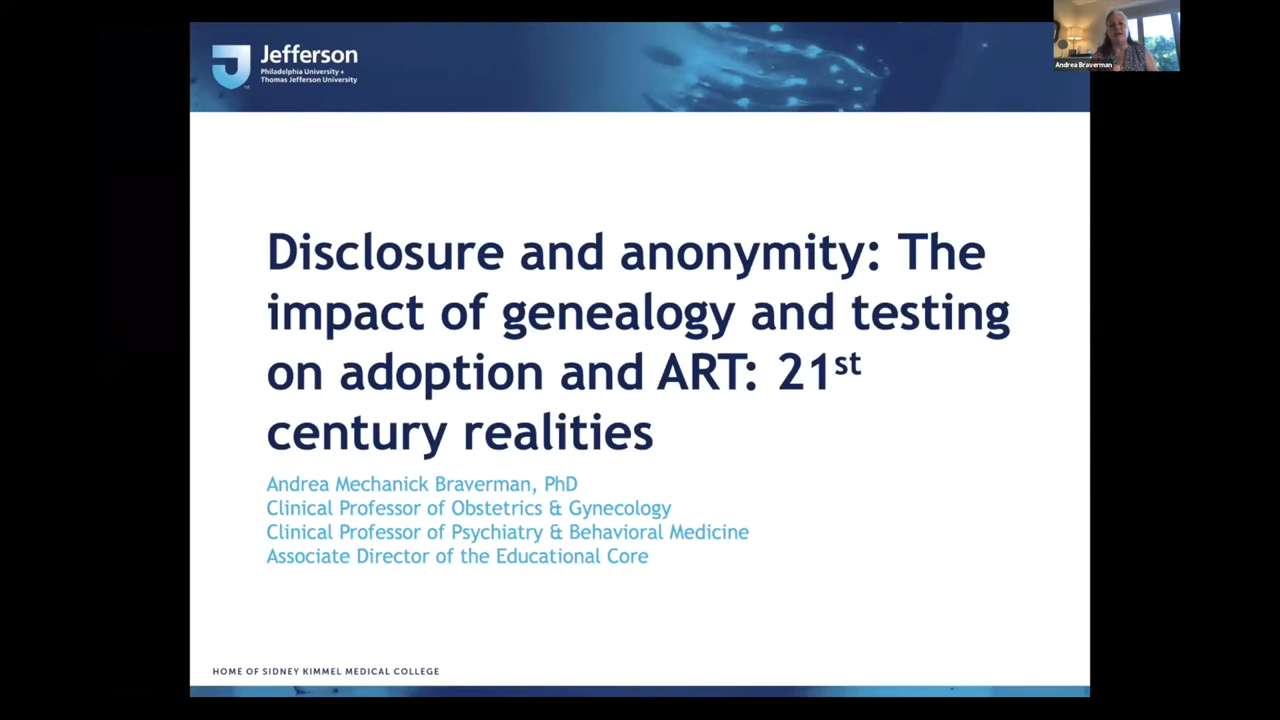 Jefferson
Philadelphia University +
Thomas Jefferson University
Andrea Braverman
Disclosure and anonymity: The
impact of genealogy and testing
on adoption and ART: 21st
century realities
Andrea Mechanick Braverman, PhD
Clinical Professor of Obstetrics & Gynecology
Clinical Professor of Psychiatry & Behavioral Medicine
Associate Director of the Educational Core
HOME OF SIDNEY KIMMEL MEDICAL COLLEGE